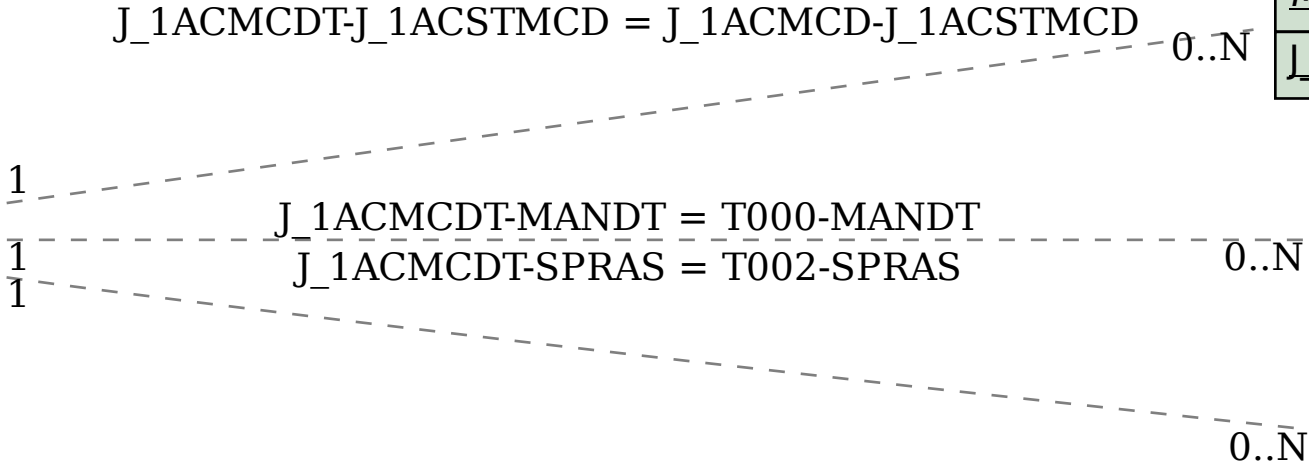 J_1ACMCDT-J_1ACSTMCD = J_1ACMCD-J_1ACSTMCD
0..N
1
J_1ACMCDT-MANDT = T000-MANDT
1
0..N
J_1ACMCDT-SPRAS = T002-SPRAS
1
0..N